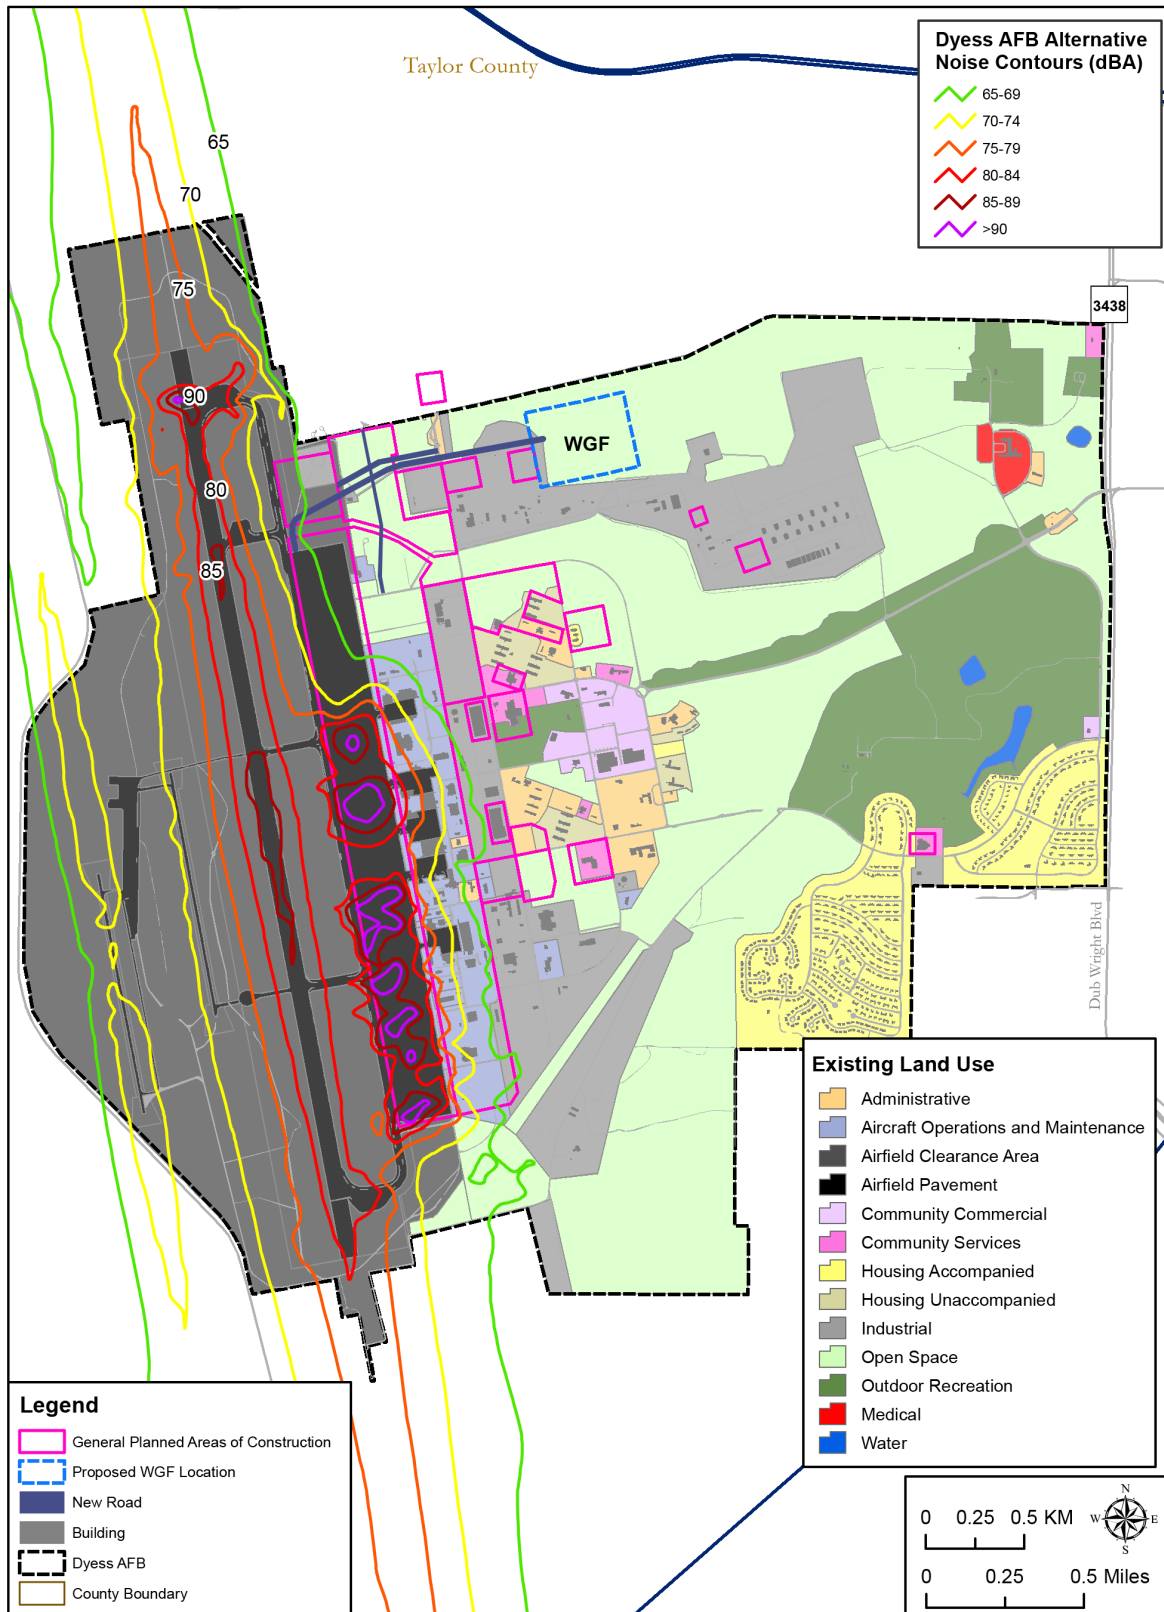 Taylor County
Dyess AFB Alternative
Noise Contours (dBA)
65-69
70-74
75-79
80-84
85-89
>90
65
70
75
3438
90
WGF
80
85
Dub Wright Blvd
Existing Land Use
Administrative
Aircraft Operations and Maintenance
Airfield Clearance Area
Airfield Pavement
Community Commercial
Community Services
Housing Accompanied
Housing Unaccompanied
Industrial
Open Space
Outdoor Recreation
Medical
Water
Legend
General Planned Areas of Construction
Proposed WGF Location
New Road
Building
Dyess AFB
County Boundary
N
W E
S
0 0.25 0.5 KM
0 0.25 0.5 Miles